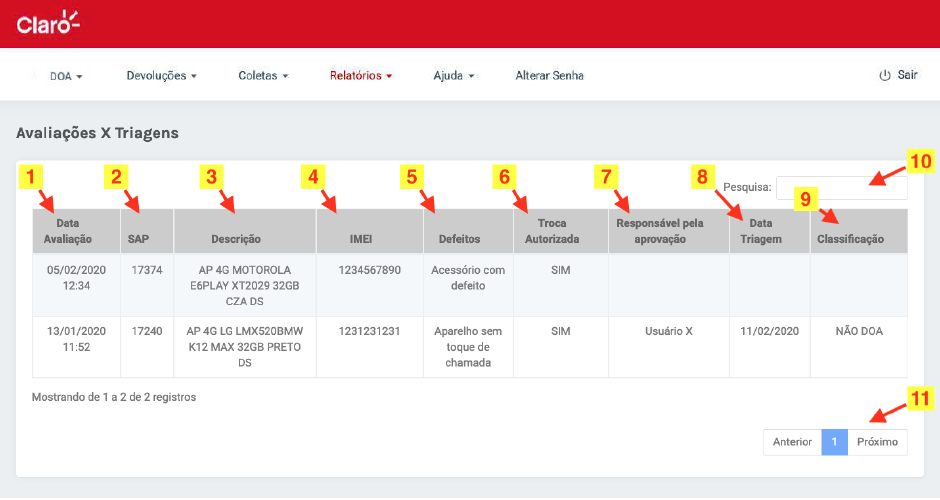 Claro
DOA
Devoluções
Coletas
Relatórios
Ajuda
Alterar Senha
Sair
Avaliações X Triagens
1
2
3
4
5
6
7
8
9
10
Pesquisa:
Data
Avaliação
SAP
Descrição
IMEI
Defeitos
Troca
Autorizada
Responsável pela
aprovação
Data
Triagem
Classificação
05/02/2020
12:34
17374
AP 4G MOTOROLA
E6PLAY XT2029 32GB
CZA DS
1234567890
Acessório com
defeito
SIM
13/01/2020
11:52
17240
AP 4G LG LMX520BMW
K12 MAX 32GB PRETO
DS
1231231231
Aparelho sem
toque de
chamada
SIM
Usuário X
11/02/2020
NÃO DOA
Mostrando de 1 a 2 de 2 registros
11
Anterior
1
Próximo